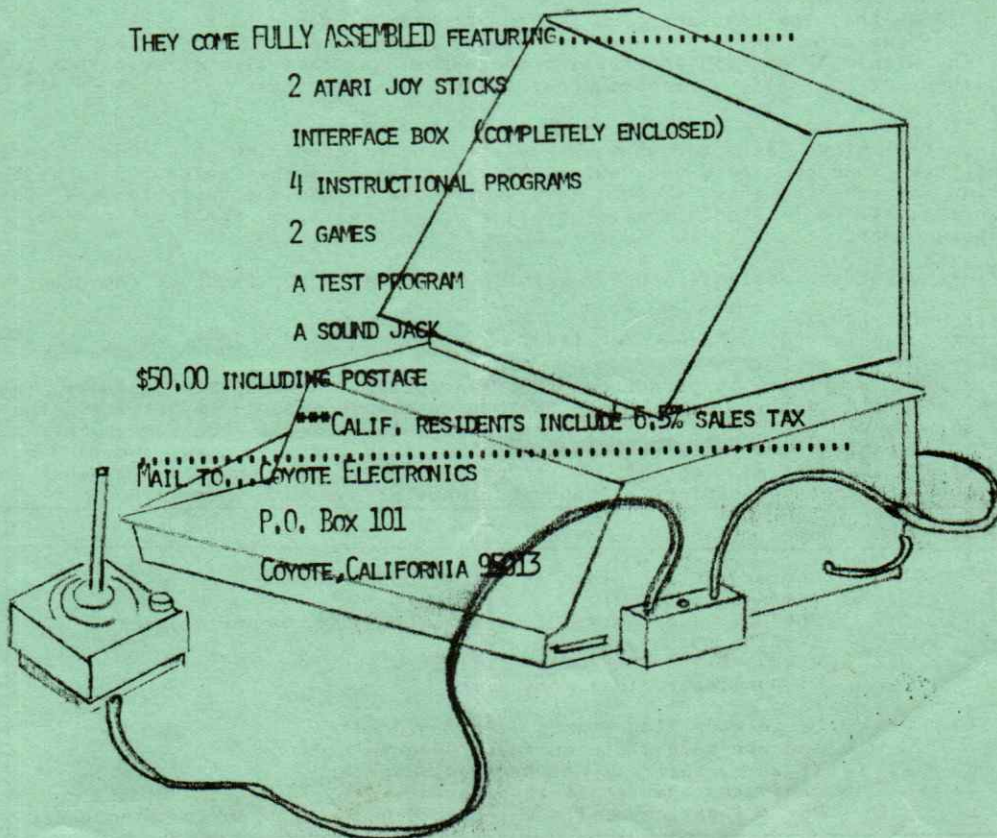 THEY COME FULLY ASSEMBLED FEATURING....................
2 ATARI JOY STICKS
INTERFACE BOX (COMPLETELY ENCLOSED)
4 INSTRUCTIONAL PROGRAMS
2 GAMES
A TEST PROGRAM
A SOUND JACK
$50.00 INCLUDING POSTAGE
***CALIF. RESIDENTS INCLUDE 6.5% SALES TAX
MAIL TO...COYOTE ELECTRONICS
P.O. BOX 101
COYOTE, CALIFORNIA 95013